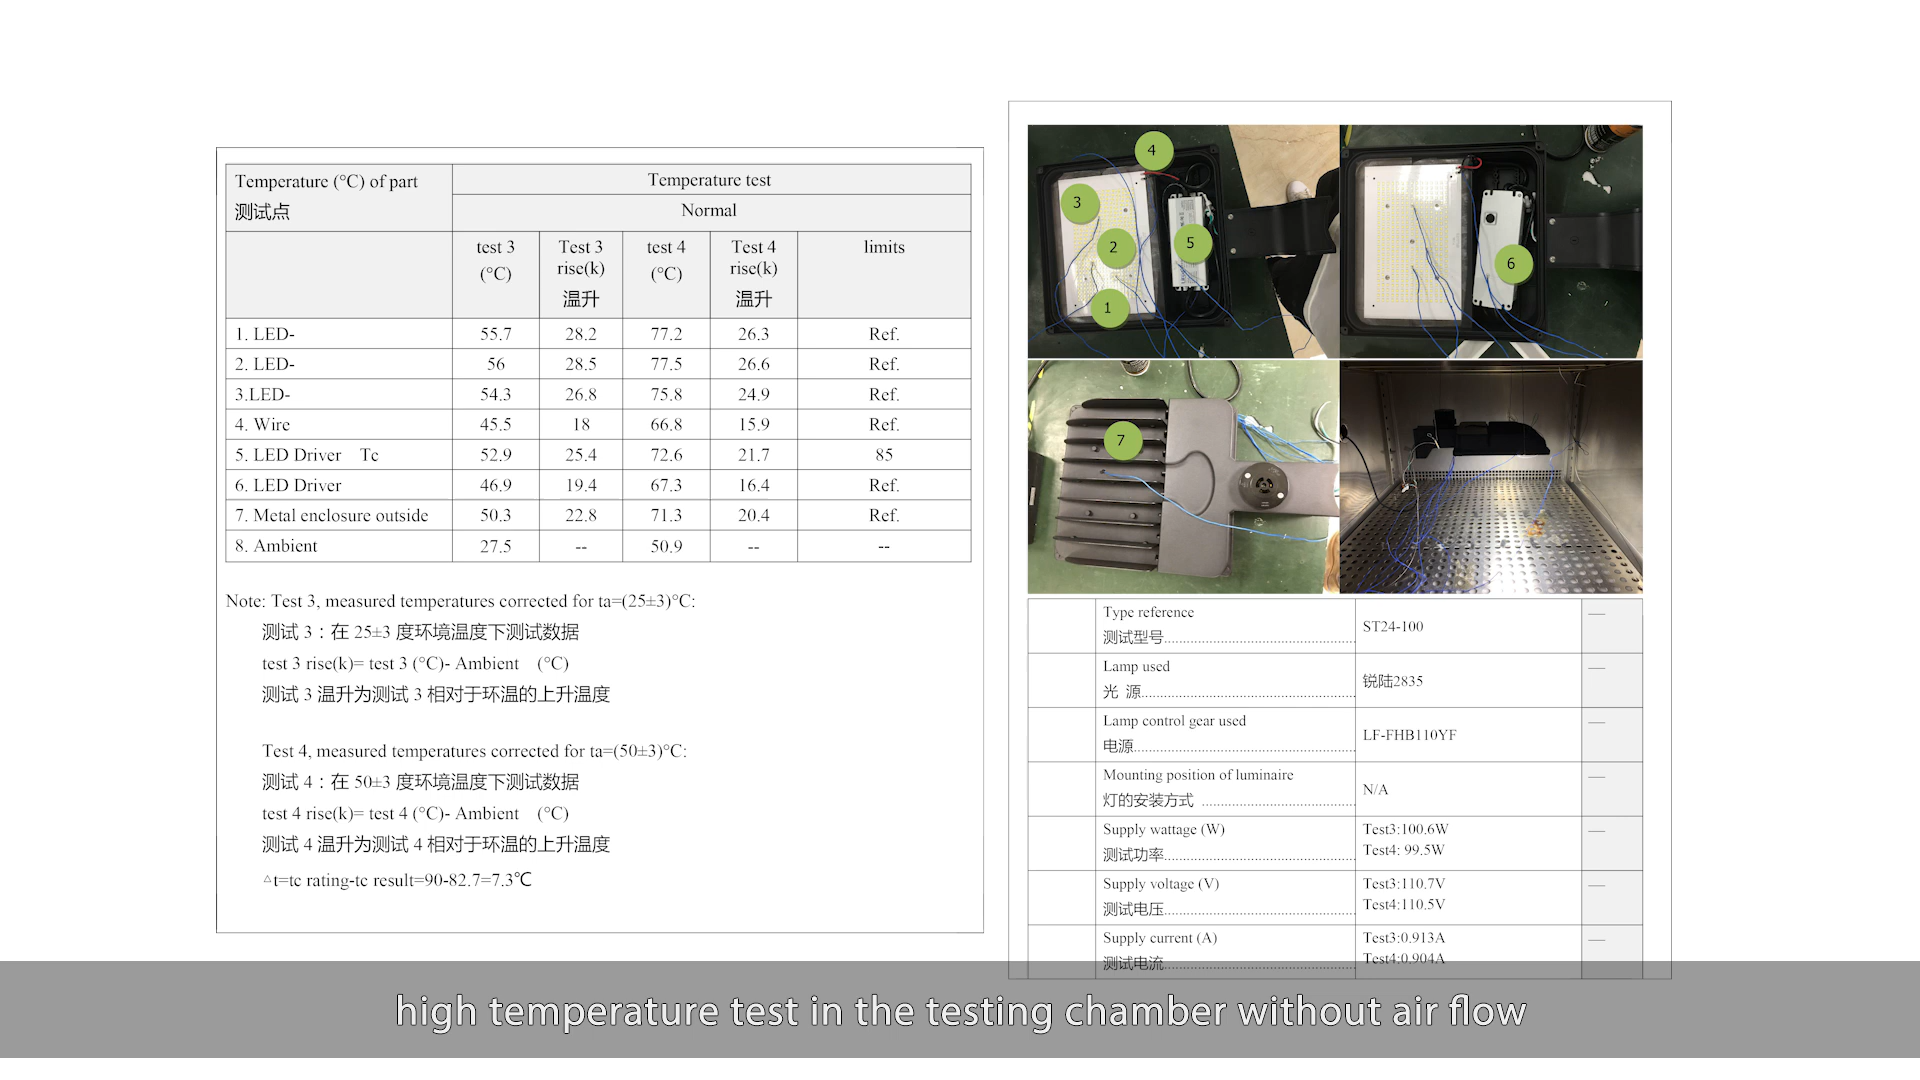 Temperature (°C) of part
测试点
Temperature test
Normal
test 3
(°C)
Test 3
rise(k)
温升
test 4
(°C)
Test 4
rise(k)
温升
limits
1. LED- 55.7 28.2 77.2 26.3 Ref.
2. LED- 56 28.5 77.5 26.6 Ref.
3.LED- 54.3 26.8 75.8 24.9 Ref.
4. Wire 45.5 18 66.8 15.9 Ref.
5. LED Driver Tc 52.9 25.4 72.6 21.7 85
6. LED Driver 46.9 19.4 67.3 16.4 Ref.
7. Metal enclosure outside 50.3 22.8 71.3 20.4 Ref.
8. Ambient 27.5 -- 50.9 -- --
Note: Test 3, measured temperatures corrected for ta=(25±3)°C:
测试 3：在 25±3 度环境温度下测试数据
test 3 rise(k)= test 3 (°C)- Ambient (°C)
测试 3 温升为测试 3 相对于环温的上升温度
Test 4, measured temperatures corrected for ta=(50±3)°C:
测试 4：在 50±3 度环境温度下测试数据
test 4 rise(k)= test 4 (°C)- Ambient (°C)
测试 4 温升为测试 4 相对于环温的上升温度
△t=tc rating-tc result=90-82.7=7.3℃
4
3
2
1
5
6
7
Type reference
测试型号
ST24-100
—
Lamp used
光 源
锐陆2835
—
Lamp control gear used
电源
LF-FHB110YF
—
Mounting position of luminaire
灯的安装方式
N/A
—
Supply wattage (W)
测试功率
Test3:100.6W
Test4: 99.5W
—
Supply voltage (V)
测试电压
Test3:110.7V
Test4:110.5V
—
Supply current (A)
测试电流
Test3:0.913A
Test4:0.904A
—
high temperature test in the testing chamber without air flow